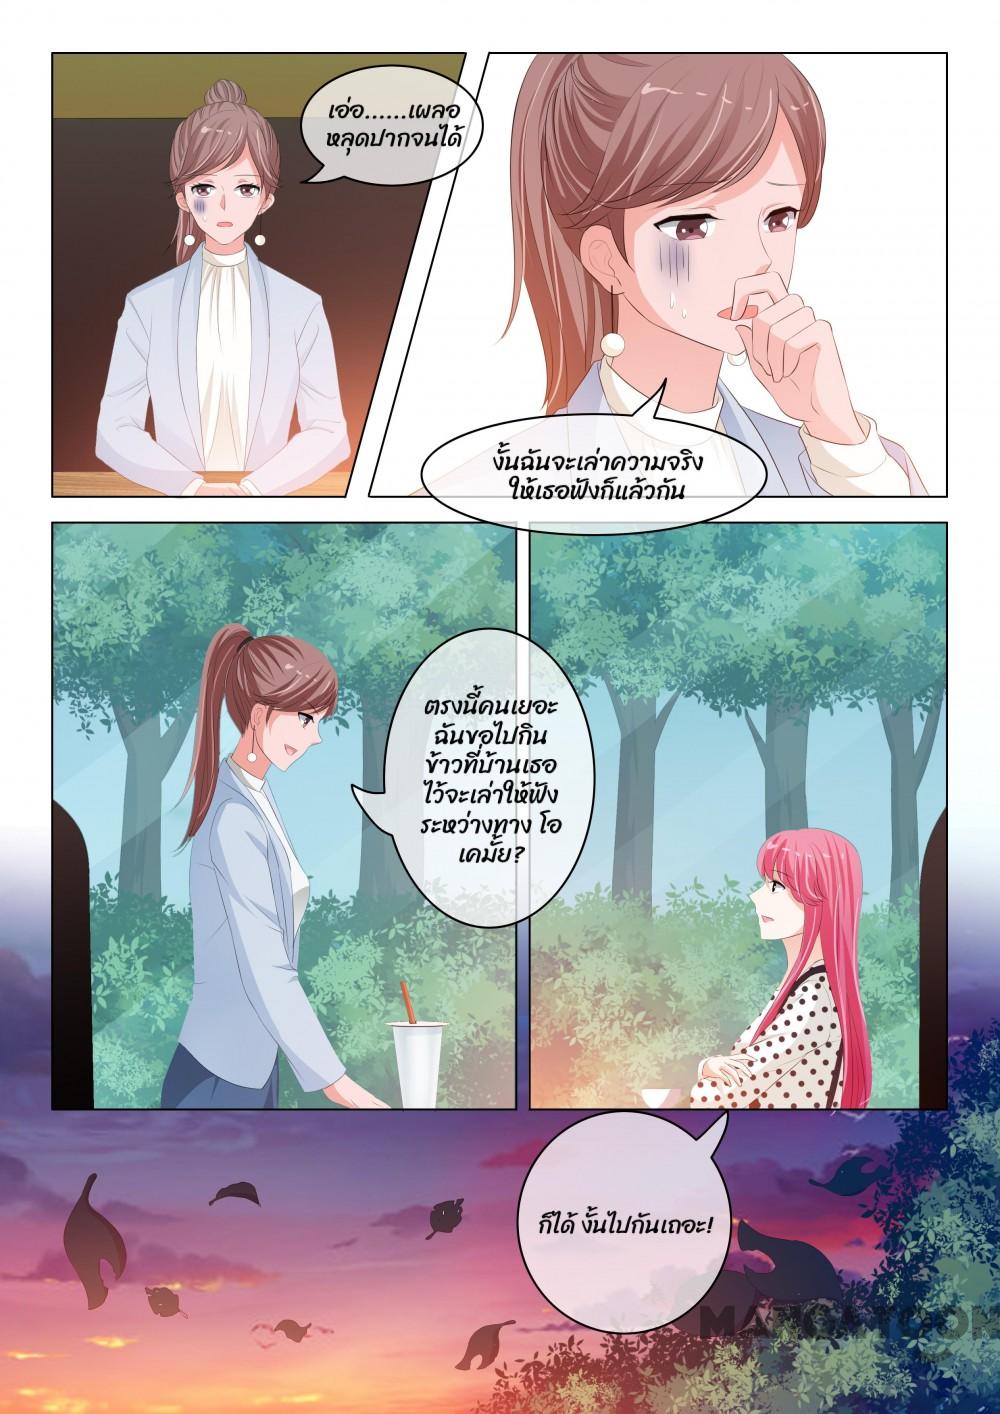 เอ่อ......เผลอ
หลุดปากจนได้
งั้นฉันจะเล่าความจริง
ให้เธอฟังก็แล้วกัน
ตรงนี้คนเยอะ
ฉันขอไปกิน
ข้าวที่บ้านเธอ
ไว้จะเล่าให้ฟัง
ระหว่างทาง โอ
เคมั้ย?
ก็ได้ งั้นไปกันเถอะ!
MANGATOON